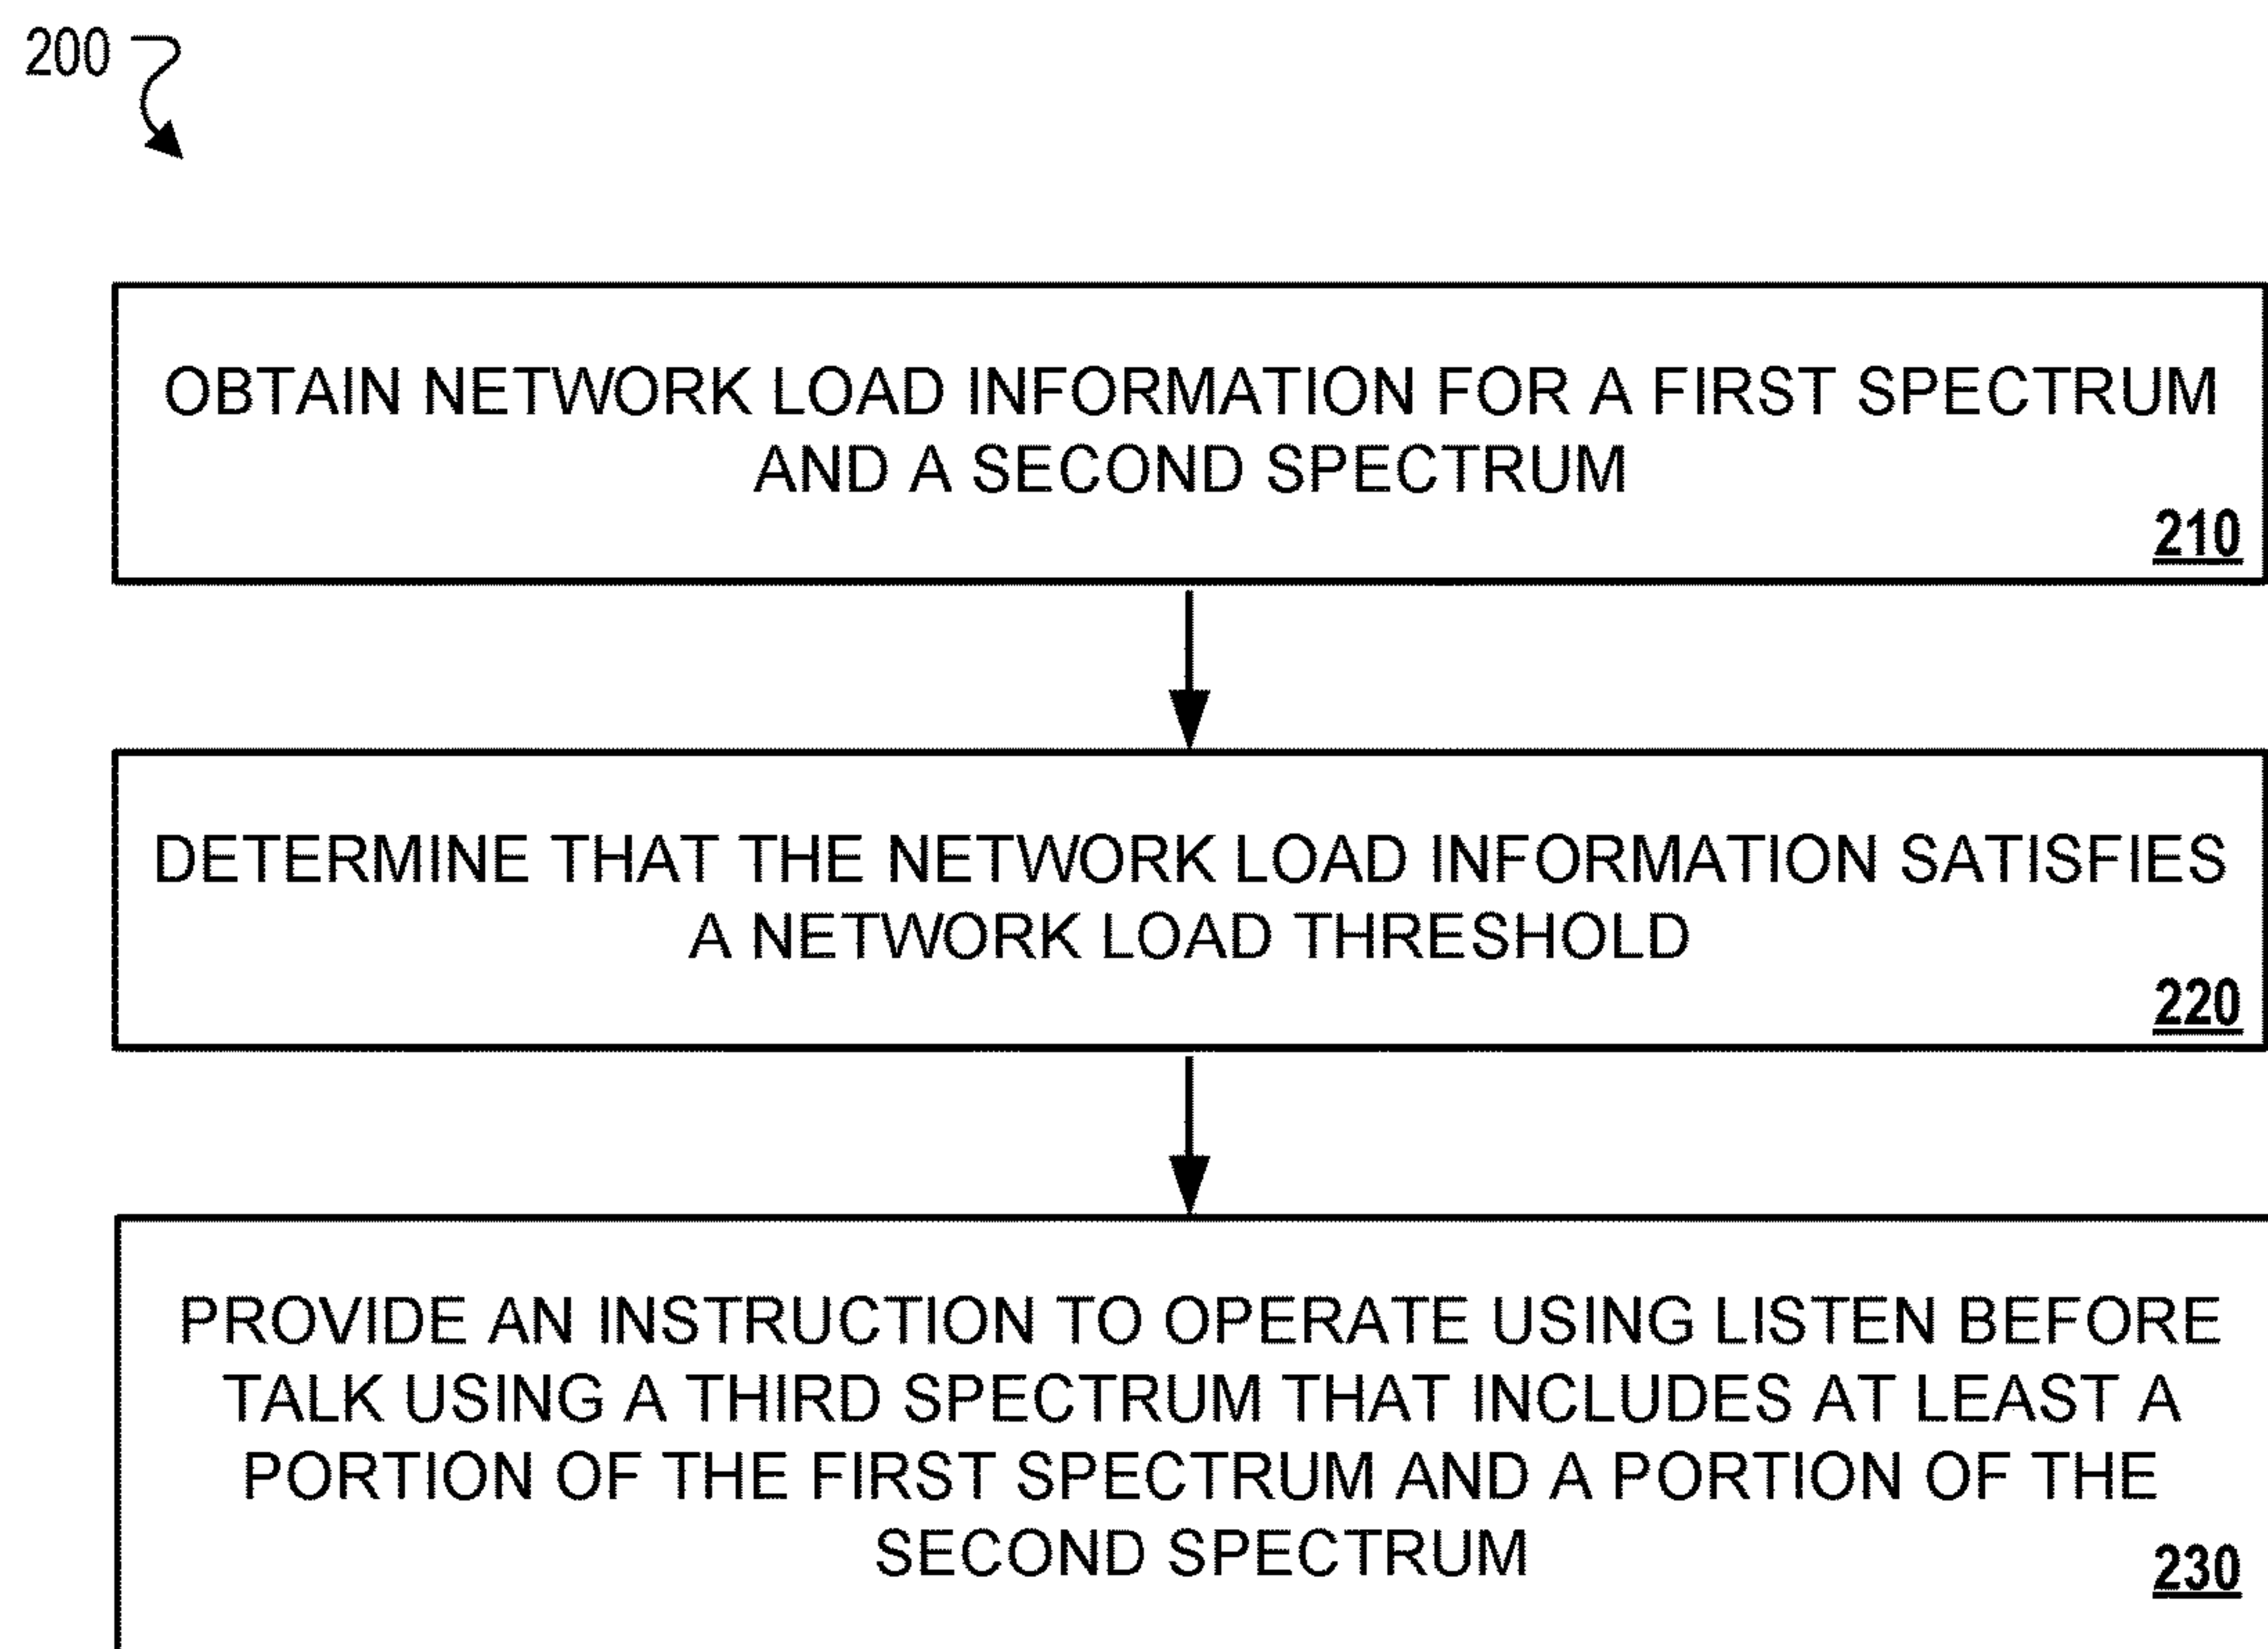 200
OBTAIN NETWORK LOAD INFORMATION FOR A FIRST SPECTRUM
AND A SECOND SPECTRUM
210
DETERMINE THAT THE NETWORK LOAD INFORMATION SATISFIES
A NETWORK LOAD THRESHOLD
220
PROVIDE AN INSTRUCTION TO OPERATE USING LISTEN BEFORE
TALK USING A THIRD SPECTRUM THAT INCLUDES AT LEAST A
PORTION OF THE FIRST SPECTRUM AND A PORTION OF THE
SECOND SPECTRUM
230